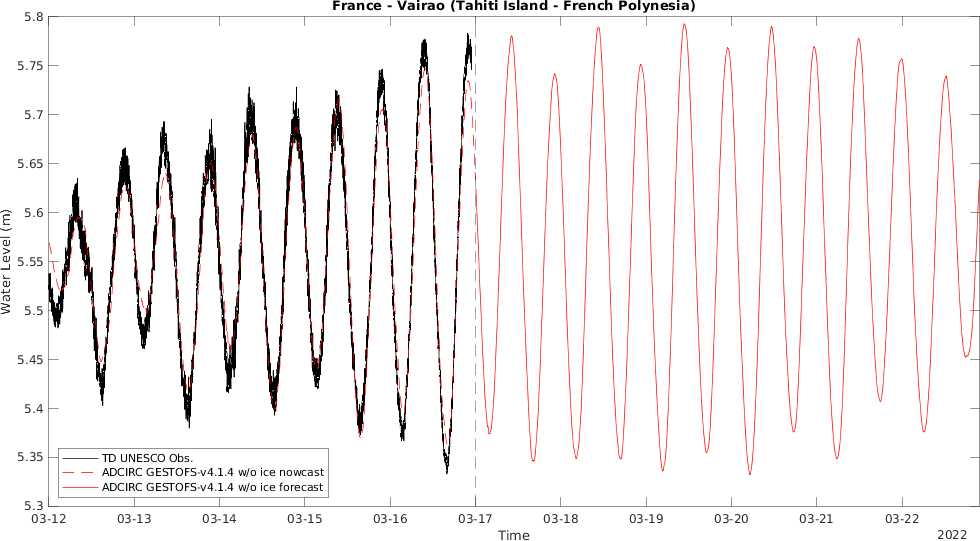 France - Vairao (Tahiti Island - French Polynesia)
5.8
5.75
5.7
5.65
5.6
5.55
5.5
5.45
5.4
5.35
5.3
Water Level (m)
TD UNESCO Obs.
ADCIRC GESTOFS-v4.1.4 w/o ice nowcast
ADCIRC GESTOFS-v4.1.4 w/o ice forecast
03-12 03-13 03-14 03-15 03-16 03-17 03-18 03-19 03-20 03-21 03-22
Time
2022